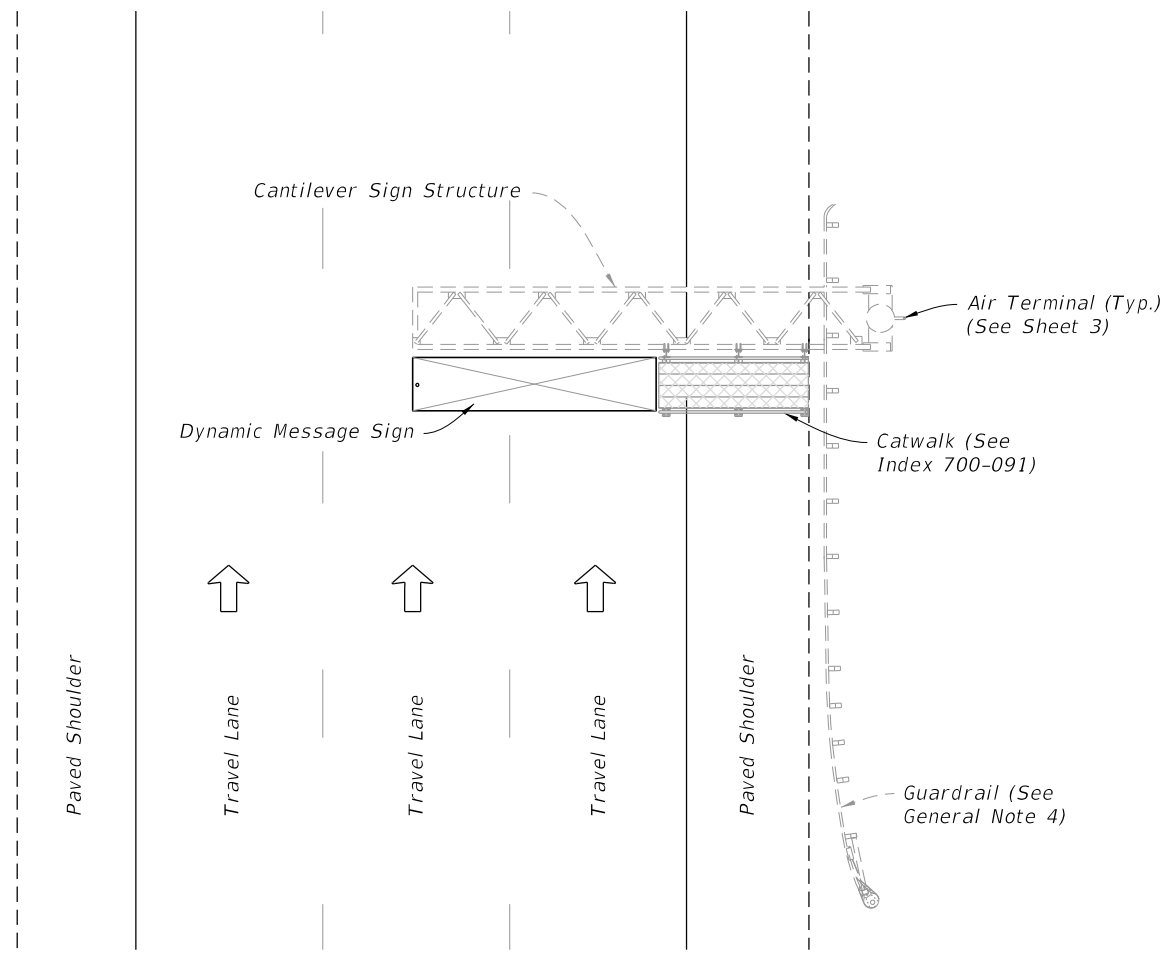 Cantilever Sign Structure
Air Terminal (Typ.)
(See Sheet 3)
Dynamic Message Sign
Catwalk (See
Index 700-091)
Paved Shoulder
Travel Lane
Travel Lane
Travel Lane
Paved Shoulder
Guardrail (See
General Note 4)